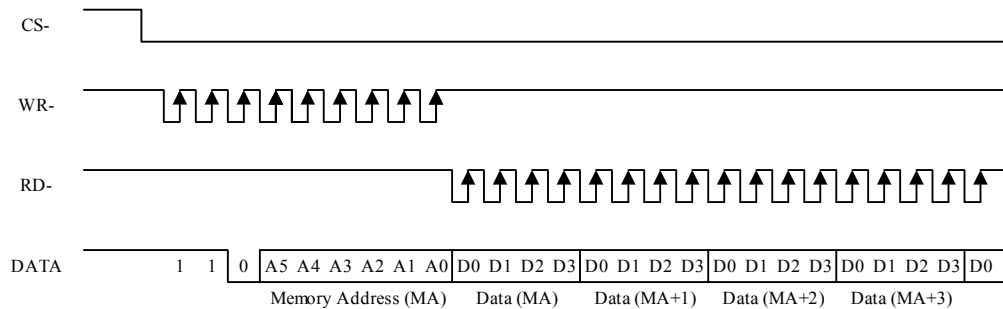 CS-
WR-
RD-
DATA 1 1 0 A5 A4 A3 A2 A1 A0 D0 D1 D2 D3 D0 D1 D2 D3 D0 D1 D2 D3 D0 D1 D2 D3 D0
Memory Address (MA) Data (MA) Data (MA+1) Data (MA+2) Data (MA+3)